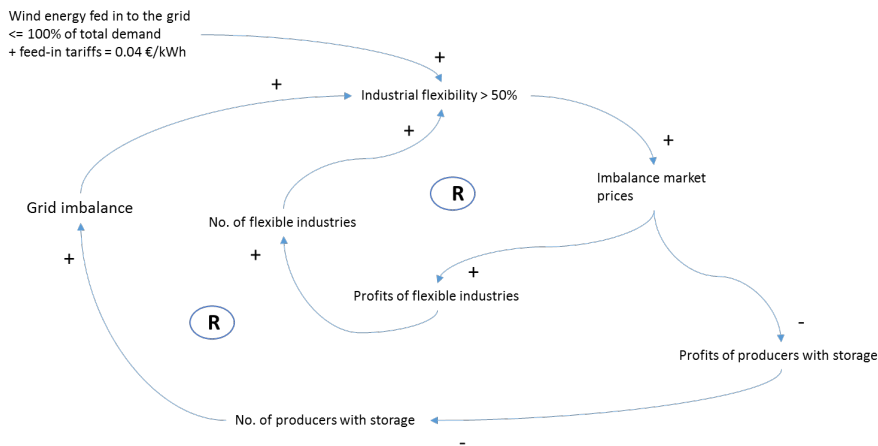 Wind energy fed in to the grid
<= 100% of total demand
+ feed-in tariffs = 0.04 €/kWh
+
+
Industrial flexibility > 50%
+
+
Imbalance market
prices
R
Grid imbalance
No. of flexible industries
+
+
+
Profits of flexible industries
R
-
Profits of producers with storage
No. of producers with storage
-